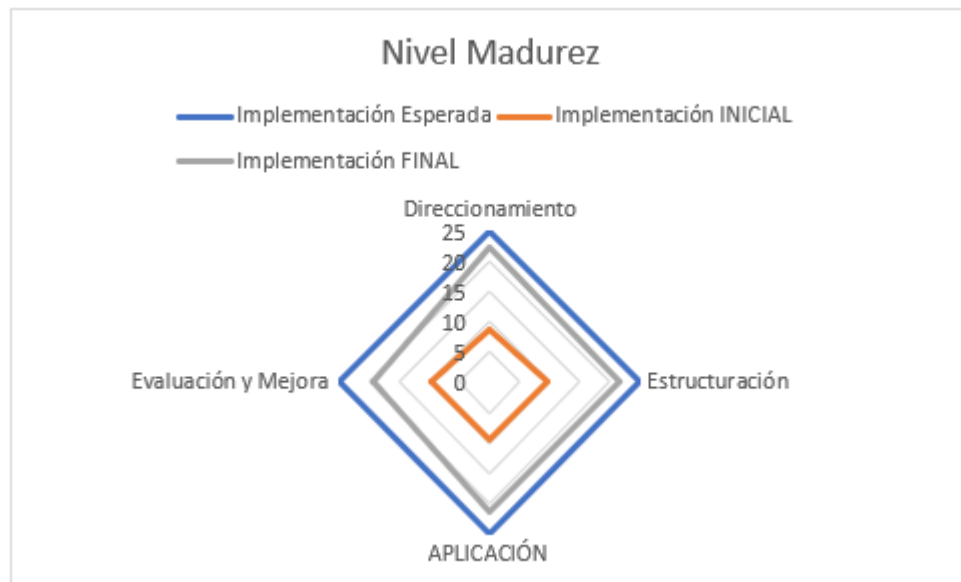 Nivel Madurez
Implementación Esperada Implementación INICIAL
Implementación FINAL
Direccionamiento
25
20
15
10
5
0
Evaluación y Mejora
Estructuración
APLICACIÓN